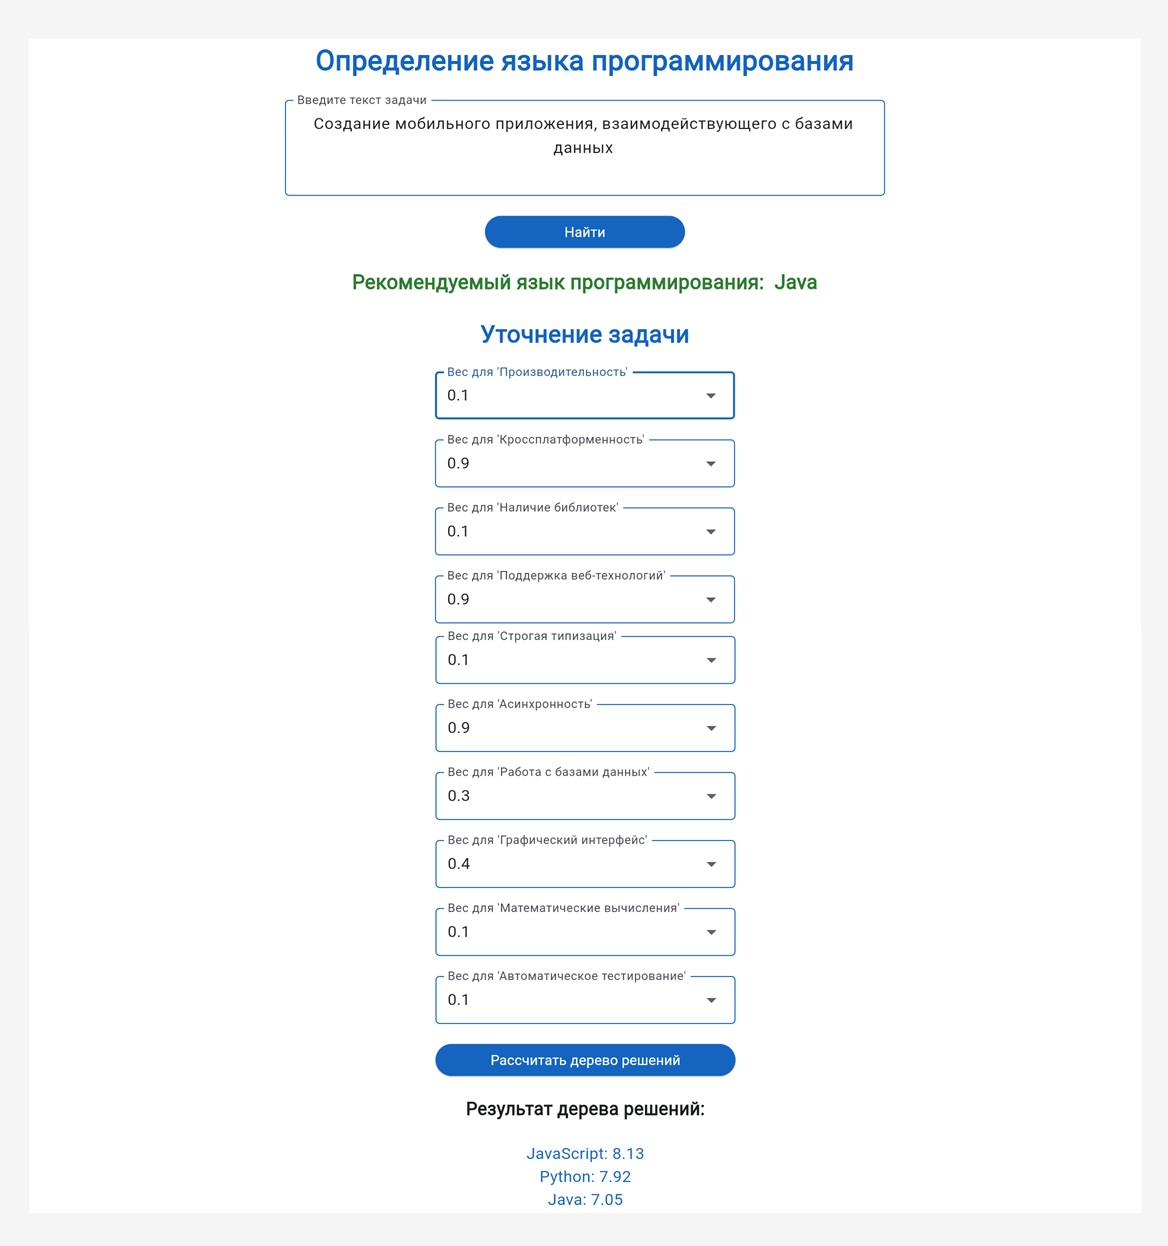 Определение языка программирования
Введите текст задачи
Создание мобильного приложения, взаимодействующего с базами
данных
Найти
Рекомендуемый язык программирования: Java
Уточнение задачи
Вес для 'Производительность'
0.1
Вес для 'Кроссплатформенность'
0.9
Вес для 'Наличие библиотек'
0.1
Вес для 'Поддержка веб-технологий'
0.9
Вес для 'Строгая типизация'
0.1
Вес для 'Асинхронность'
0.9
Вес для 'Работа с базами данных'
0.3
Вес для 'Графический интерфейс'
0.4
Вес для 'Математические вычисления'
0.1
Вес для 'Автоматическое тестирование'
0.1
Рассчитать дерево решений
Результат дерева решений:
JavaScript: 8.13
Python: 7.92
Java: 7.05